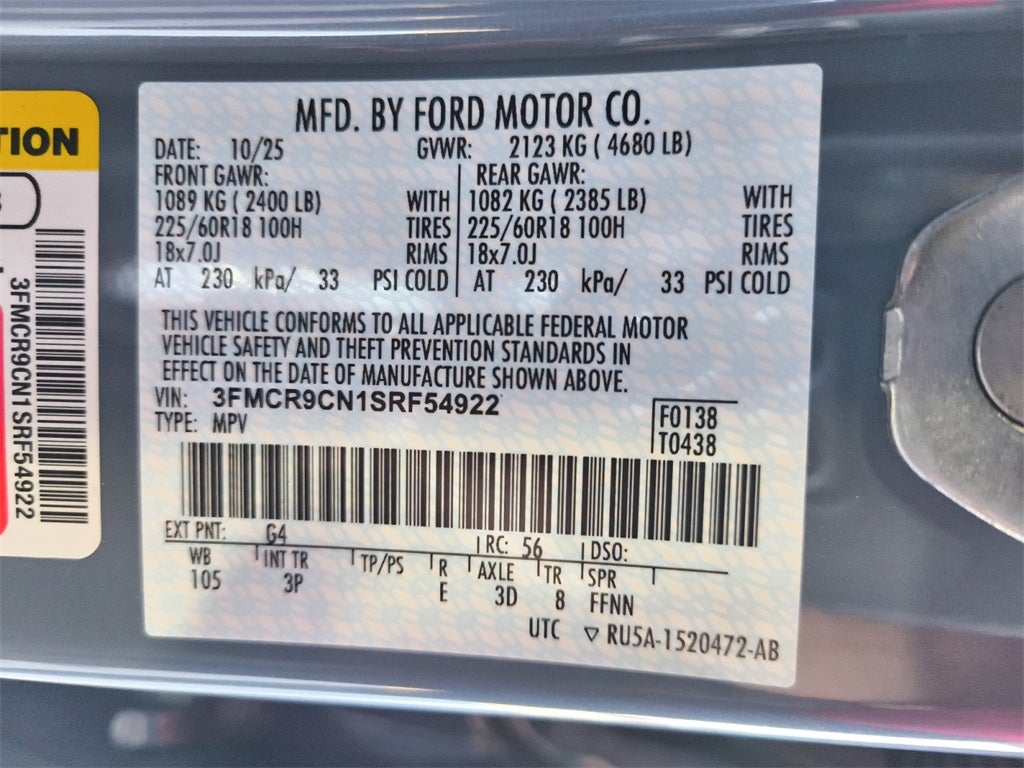 TION
3FMCR9CN1SRF54922
MFD. BY FORD MOTOR CO.
DATE: 10/25 GVWR: 2123 KG ( 4680 LB)
FRONT GAWR: REAR GAWR:
1089 KG ( 2400 LB) WITH 1082 KG ( 2385 LB) WITH
225/60R18 100H TIRES 225/60R18 100H TIRES
18x7.0J RIMS 18x7.0J RIMS
AT 230 kPa/ 33 PSI COLD AT 230 kPa/ 33 PSI COLD
THIS VEHICLE CONFORMS TO ALL APPLICABLE FEDERAL MOTOR
VEHICLE SAFETY AND THEFT PREVENTION STANDARDS IN
EFFECT ON THE DATE OF MANUFACTURE SHOWN ABOVE.
VIN: 3FMCR9CN1SRF54922
TYPE: MPV
F0138
T0438
EXT PNT: G4 RC: 56 DSO:
WB INT TR TP/PS R AXLE TR SPR
105 3P E 3D 8 FFNN
UTC ▽ RU5A-1520472-AB